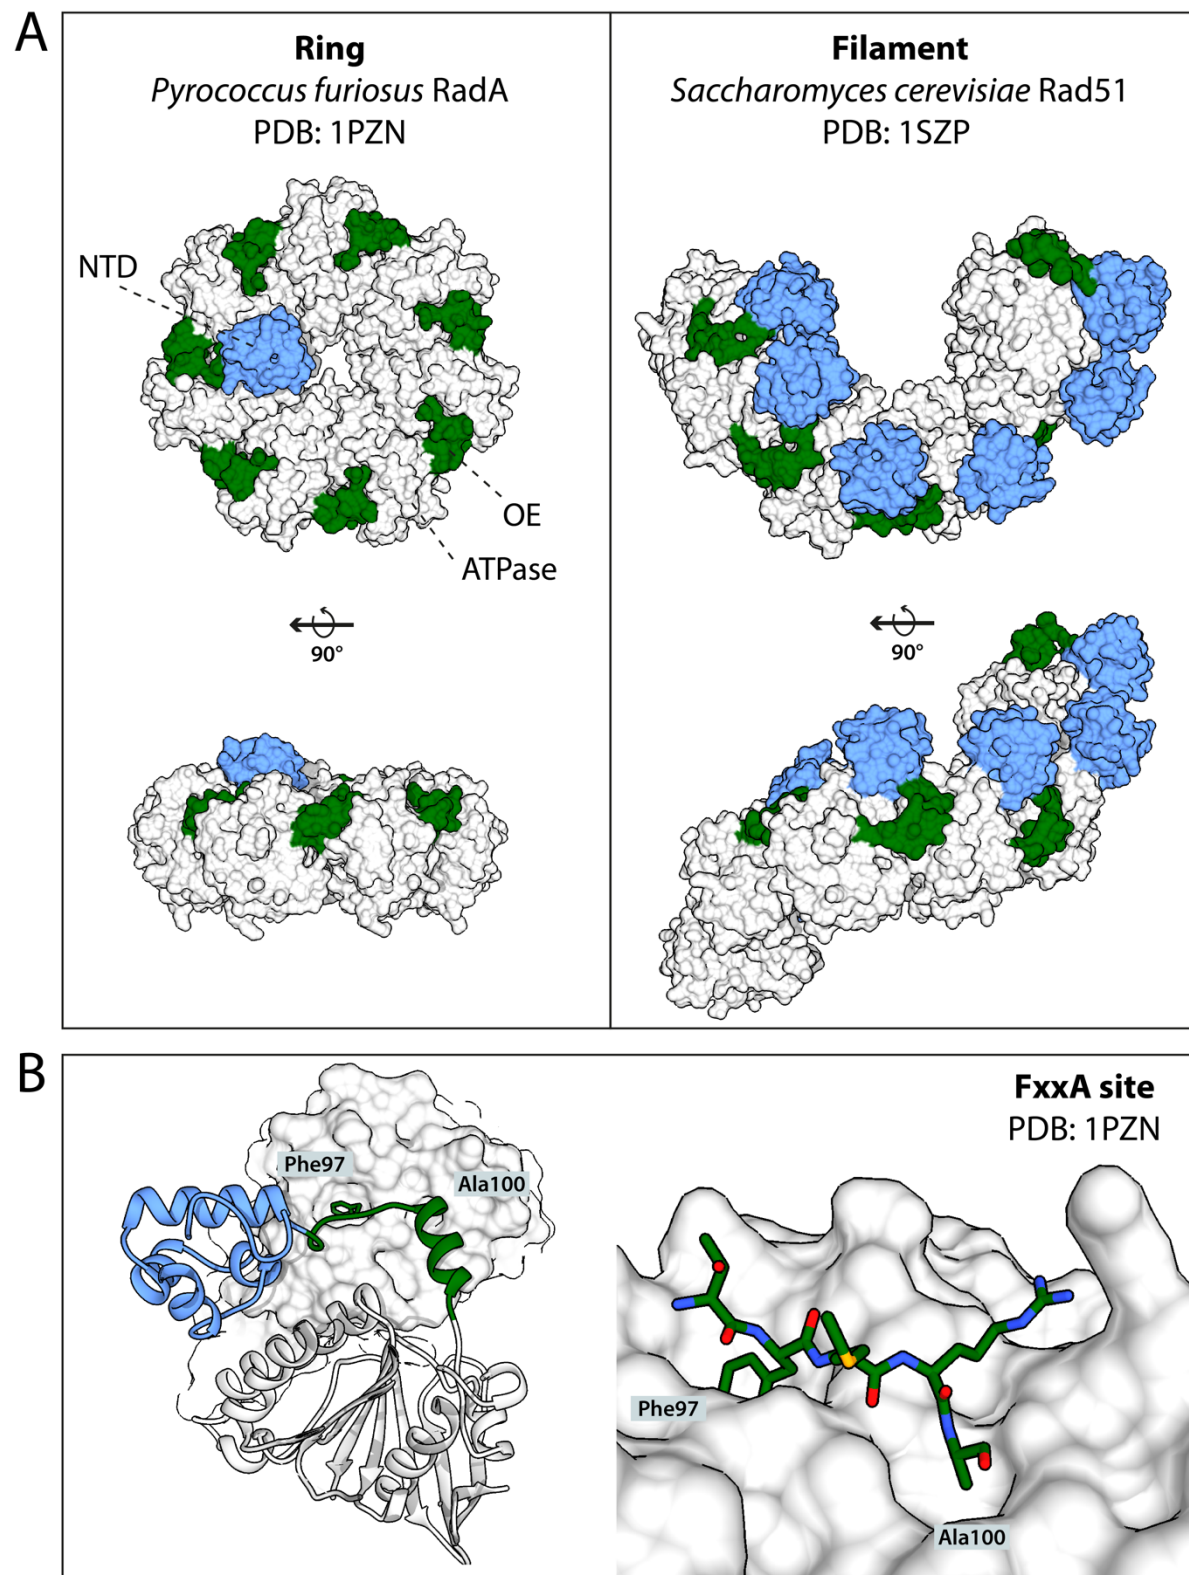 A
Ring
Pyrococcus furiosus RadA
PDB: 1PZN
NTD
OE
ATPase
90°
Filament
Saccharomyces cerevisiae Rad51
PDB: 1SZP
90°
B
Phe97
Ala100
FxxA site
PDB: 1PZN
Phe97
Ala100